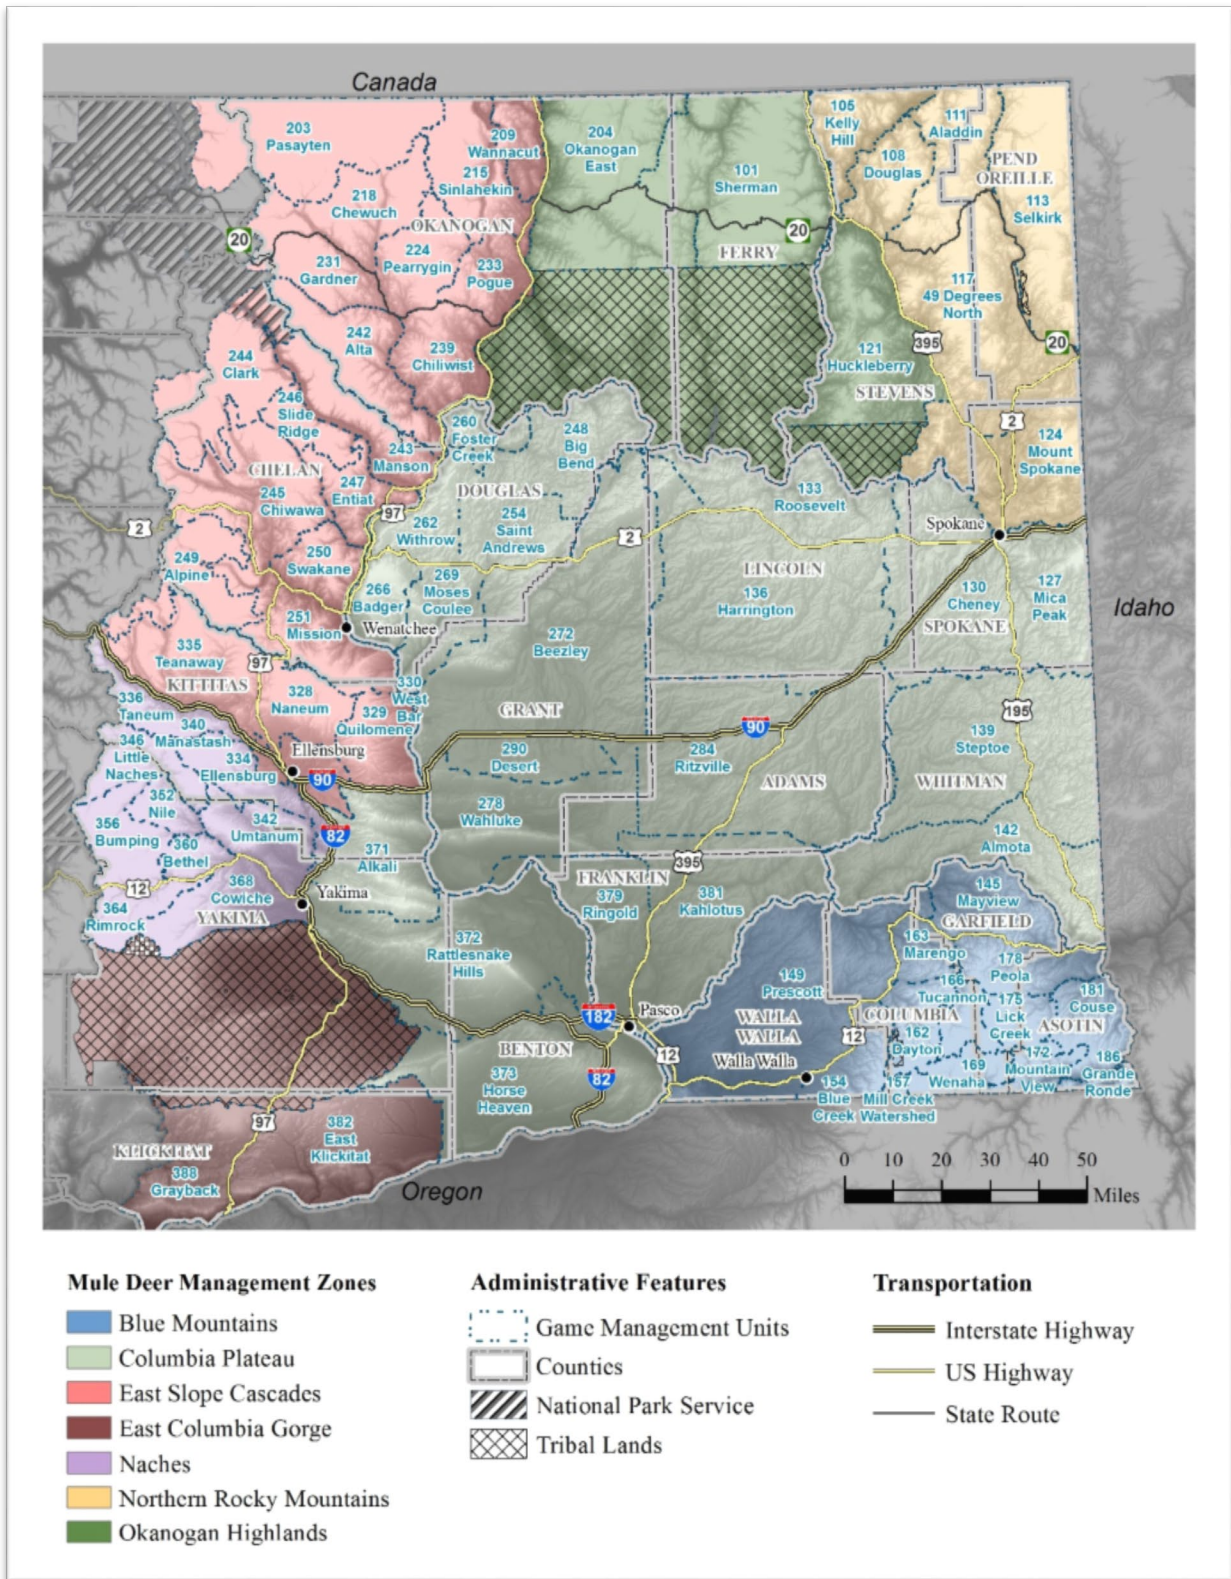 Canada
203
Pasayten
209
Wannacut
215
Sinlahekin
218
Chewuch
OKANOGAN
20
224
Pearrygin
231
Gardner
233
Pogue
242
Alta
239
Chiliwist
204
Okanogan
East
101
Sherman
20
FERRY
105
Kelly
Hill
111
Aladdin
108
Douglas
PEND
OREILLE
113
Selkirk
117
49 Degrees
North
395
20
121
Huckleberry
STEVENS
2
124
Mount
Spokane
244
Clark
246
Slide
Ridge
243
Manson
CHELAN
247
Entiat
245
Chiwawa
97
2
249
Alpine
250
Swakane
251
Mission
Wenatchee
260
Foster
Creek
248
Big
Bend
DOUGLAS
262
Withrow
254
Saint
Andrews
2
266
Badger
269
Moses
Coulee
133
Roosevelt
Spokane
LINCOLN
136
Harrington
130
Cheney
SPOKANE
127
Mica
Peak
Idaho
272
Beezley
335
Teanaway
97
KITTITAS
328
Naneum
330
West
Bar
329
Quilomene
336
Taneum
340
Manastash
346
Little
Naches
334
Ellensburg
Ellensburg
90
352
Nile
342
Umtanum
82
356
Bumping
360
Bethel
371
Alkali
12
368
Cowiche
Yakima
364
Rimrock
YAKIMA
GRANT
290
Desert
278
Wahluke
90
284
Ritzville
ADAMS
195
139
Steptoe
WHITMAN
142
Almota
395
FRANKLIN
379
Ringold
381
Kahlotus
145
Mayview
GARFIELD
372
Rattlesnake
Hills
163
Marengo
178
Peola
149
Prescott
166
Tucannon
175
Lick
Creek
181
Couse
182
Pasco
WALLA
WALLA
COLUMBIA
ASOTIN
BENTON
12
12
162
Dayton
82
Walla Walla
169
Wenaha
172
Mountain
View
186
Grande
Ronde
373
Horse
Heaven
154
Blue
Creek
157
Mill Creek
Watershed
97
382
East
Klickitat
KLICKITAT
388
Grayback
Oregon
0 10 20 30 40 50
Miles
Mule Deer Management Zones
Blue Mountains
Columbia Plateau
East Slope Cascades
East Columbia Gorge
Naches
Northern Rocky Mountains
Okanogan Highlands
Administrative Features
Game Management Units
Counties
National Park Service
Tribal Lands
Transportation
Interstate Highway
US Highway
State Route